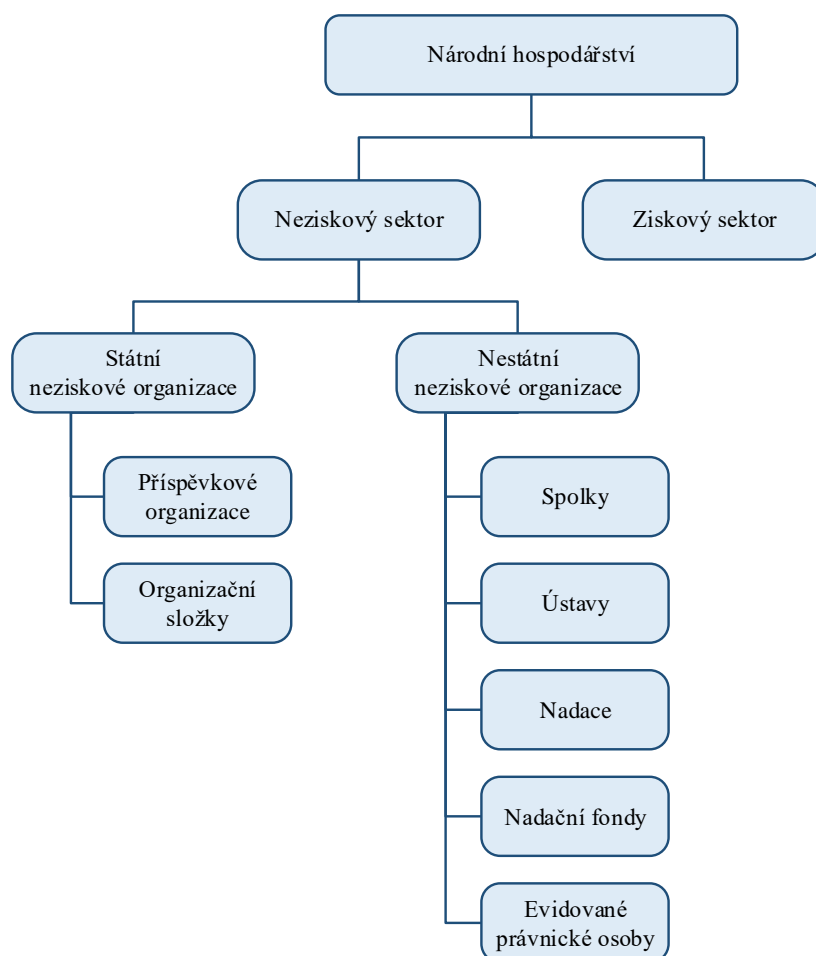 Národní hospodářství
Neziskový sektor
Ziskový sektor
Státní
neziskové organizace
Nestátní
neziskové organizace
Příspěvkové
organizace
Organizační
složky
Spolky
Ústavy
Nadace
Nadační fondy
Evidované
právnické osoby